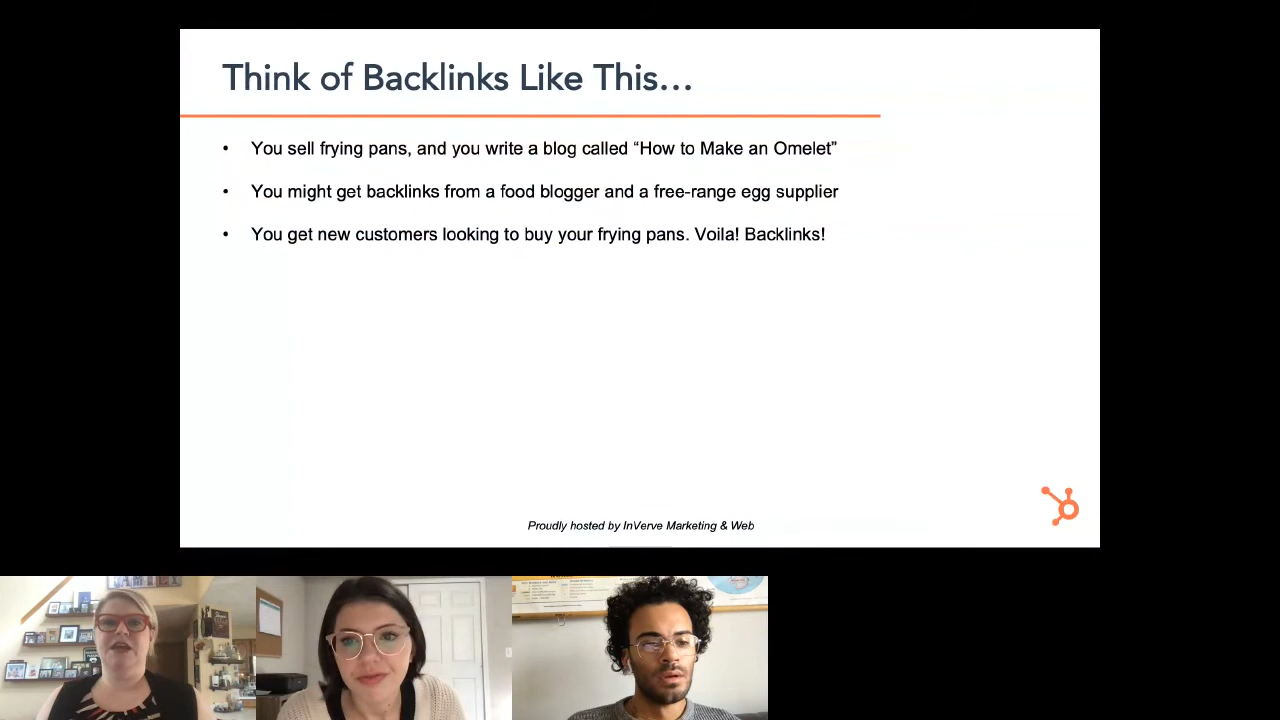 Think of Backlinks Like This…
• You sell frying pans, and you write a blog called “How to Make an Omelet”
• You might get backlinks from a food blogger and a free-range egg supplier
• You get new customers looking to buy your frying pans. Voila! Backlinks!
Proudly hosted by InVerve Marketing & Web